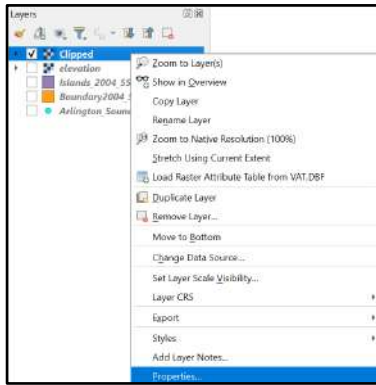 Layers
Clipped
elevation
Islands_2004_SS
Boundary2004_S
Arlington_Soun
Zoom to Layer(s)
Show in Overview
Copy Layer
Rename Layer
Zoom to Native Resolution (100%)
Stretch Using Current Extent
Load Raster Attribute Table from VAT.DBF
Duplicate Layer
Remove Layer...
Move to Bottom
Change Data Source...
Set Layer Scale Visibility...
Layer CRS
Export
Styles
Add Layer Notes...
Properties...